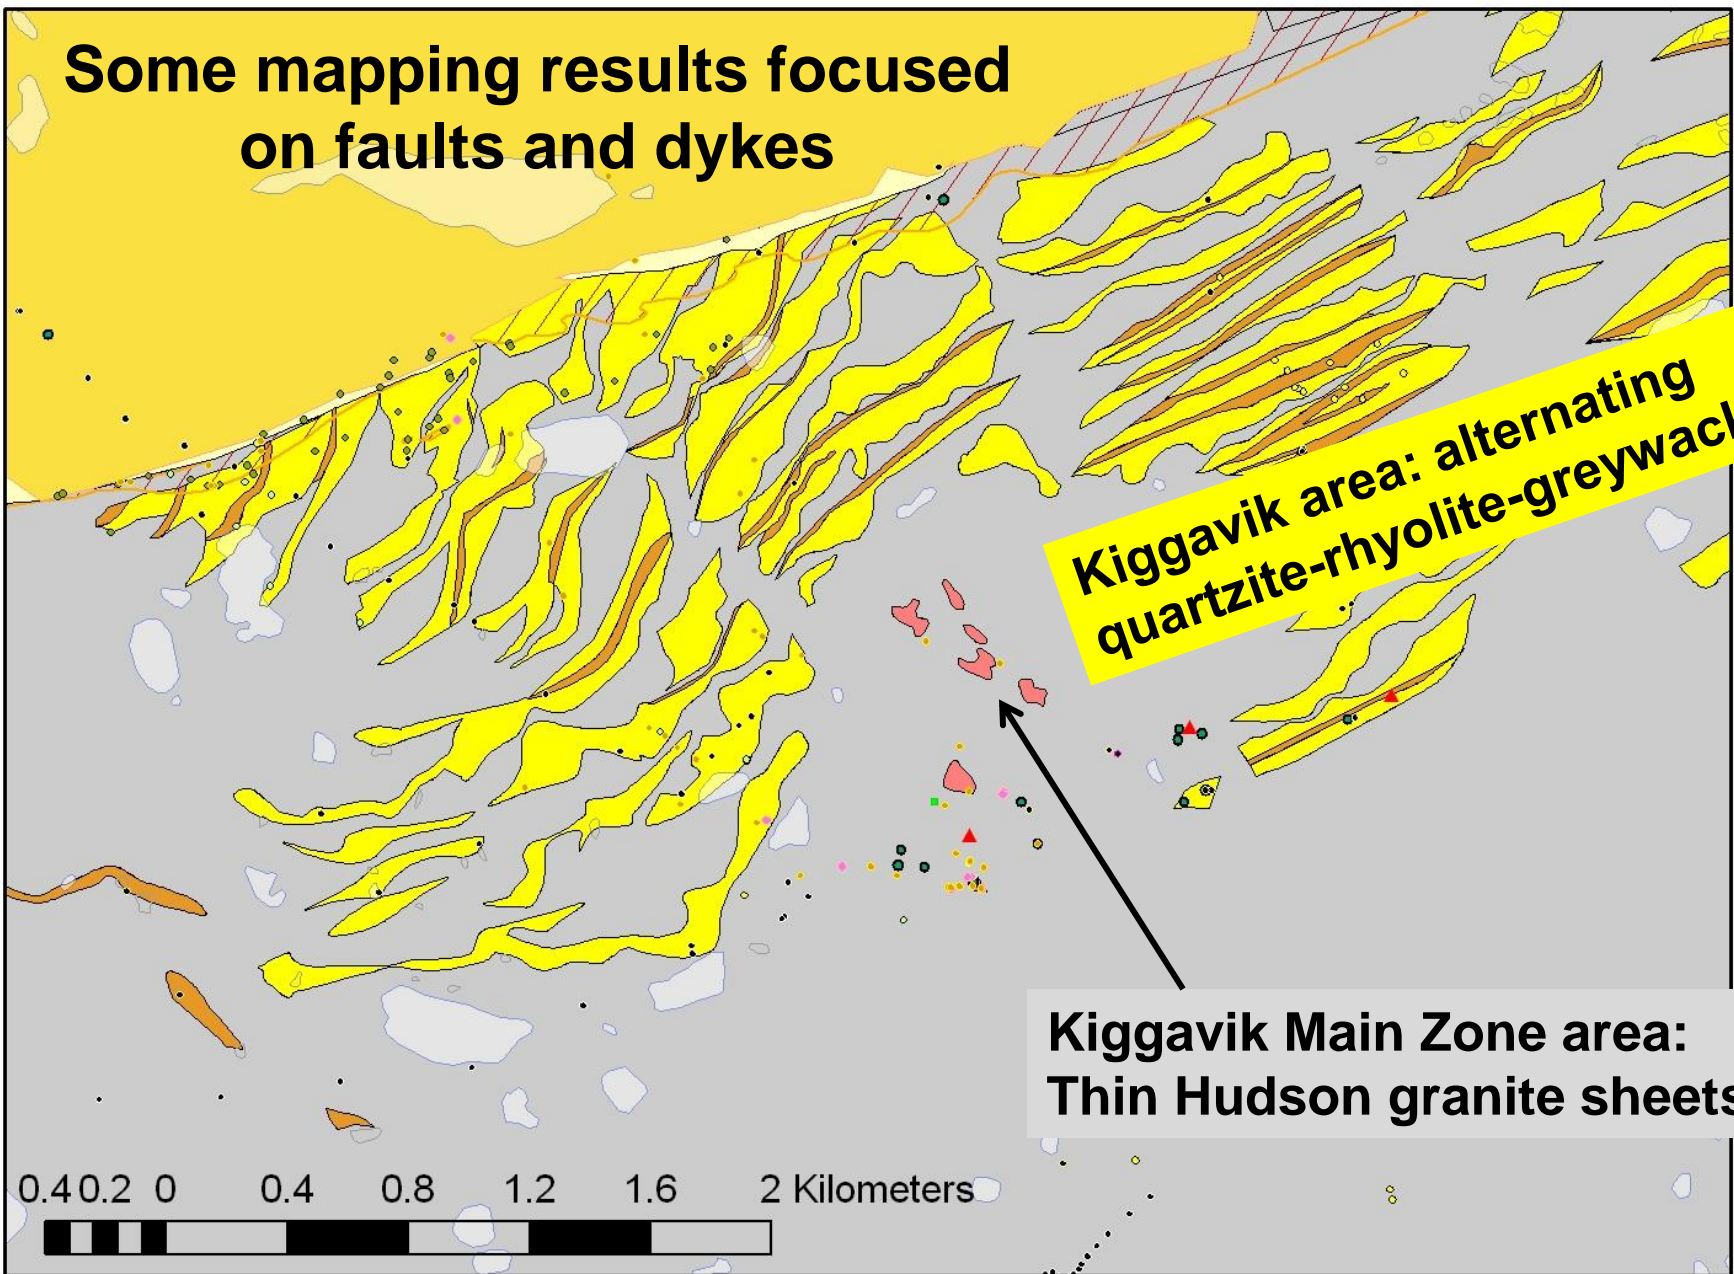 Some mapping results focused
on faults and dykes
Kiggavik area: alternating
quartzite-rhyolite-greywac
Kiggavik Main Zone area:
Thin Hudson granite sheets
0.4 0.2 0 0.4 0.8 1.2 1.6 2 Kilometers